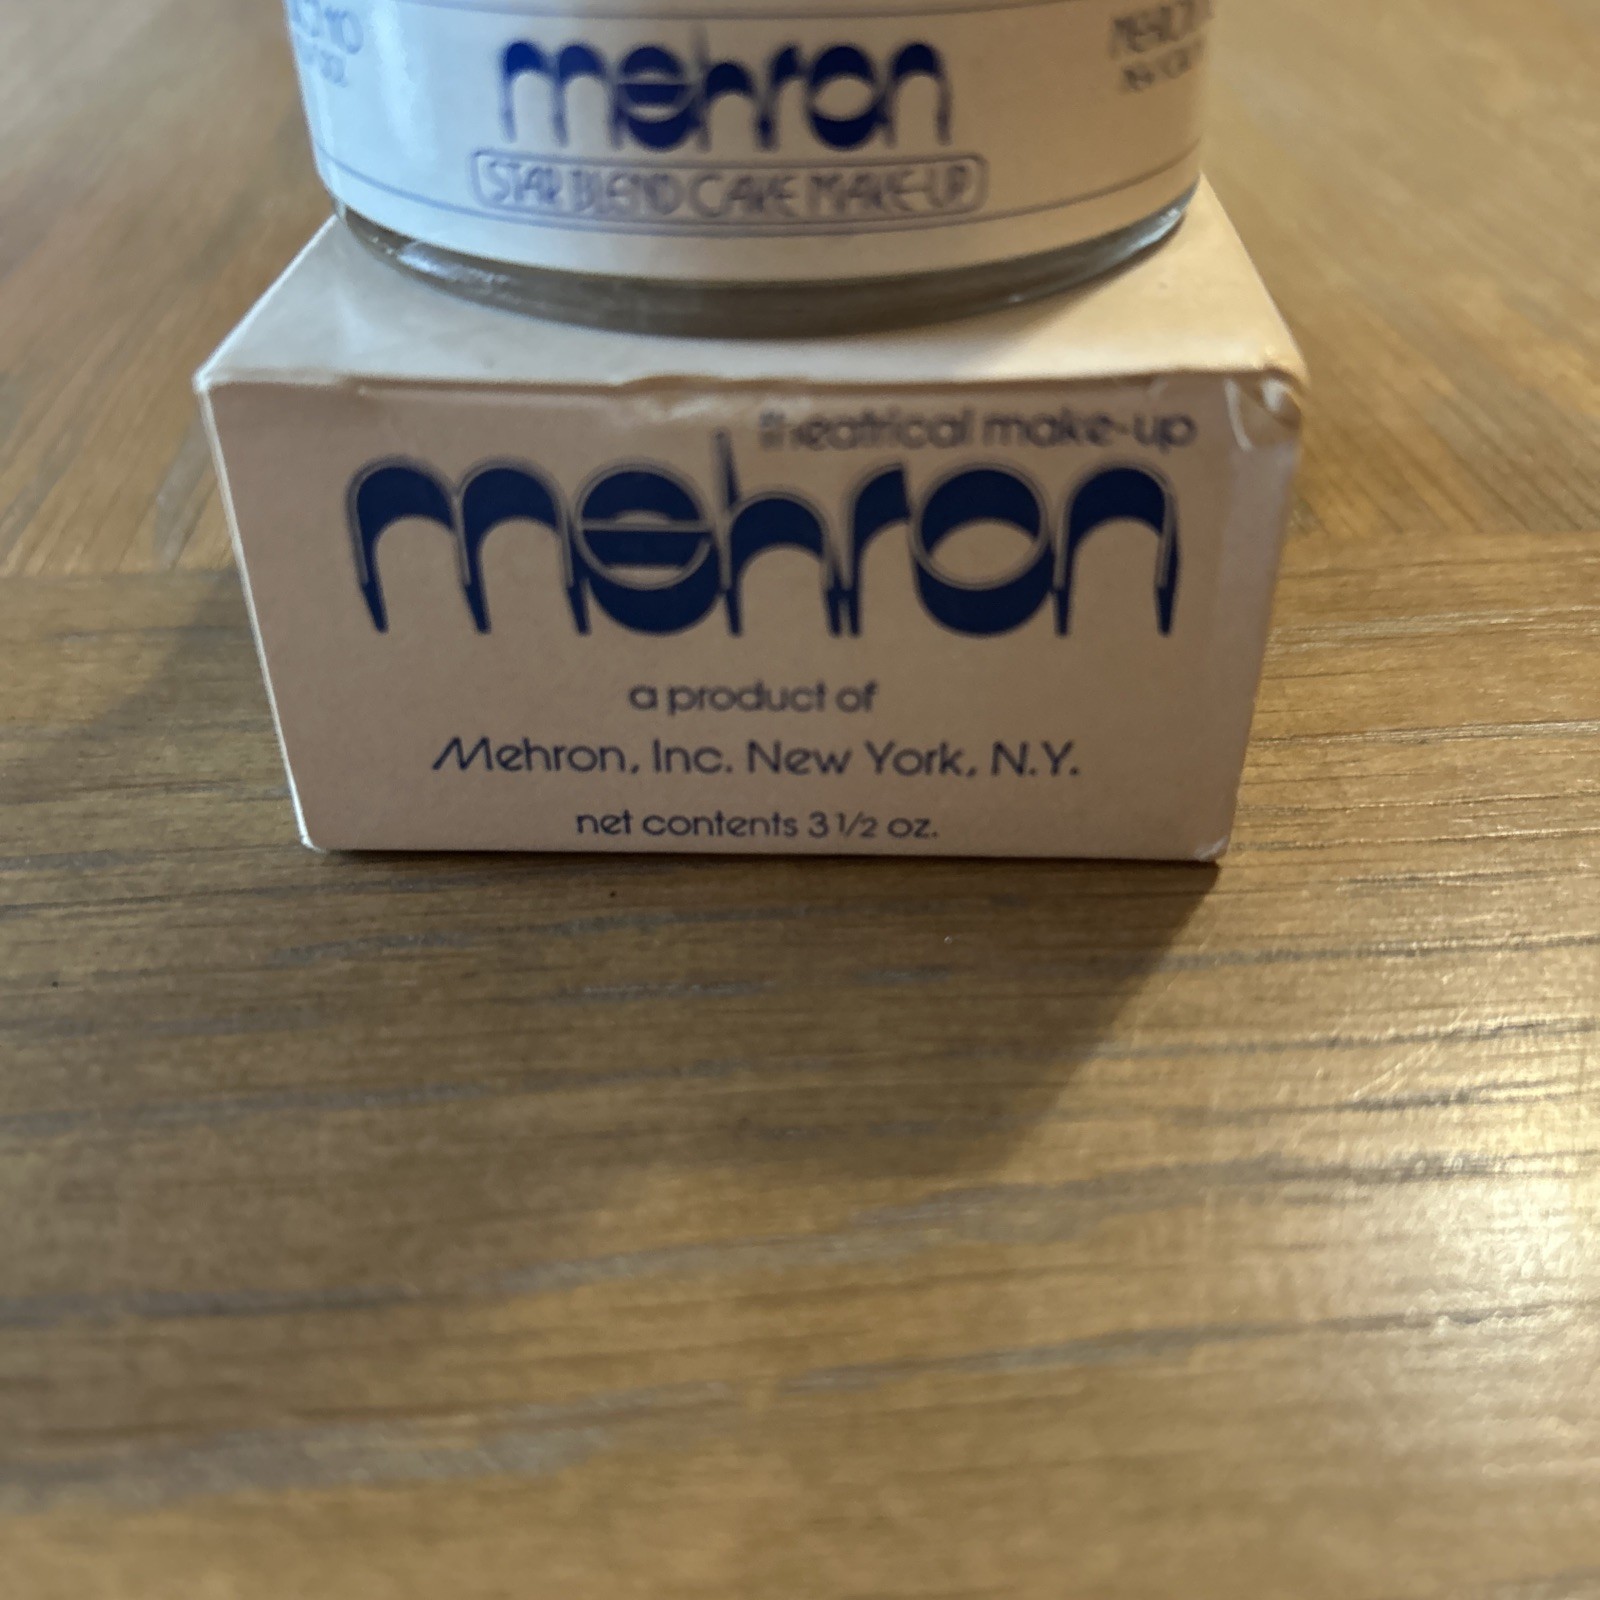 mehron
STAR BLEND CAKE MAKE-UP
theatrical make-up
mehron
a product of
Mehron, Inc. New York, N.Y.
net contents 3 1/2 oz.